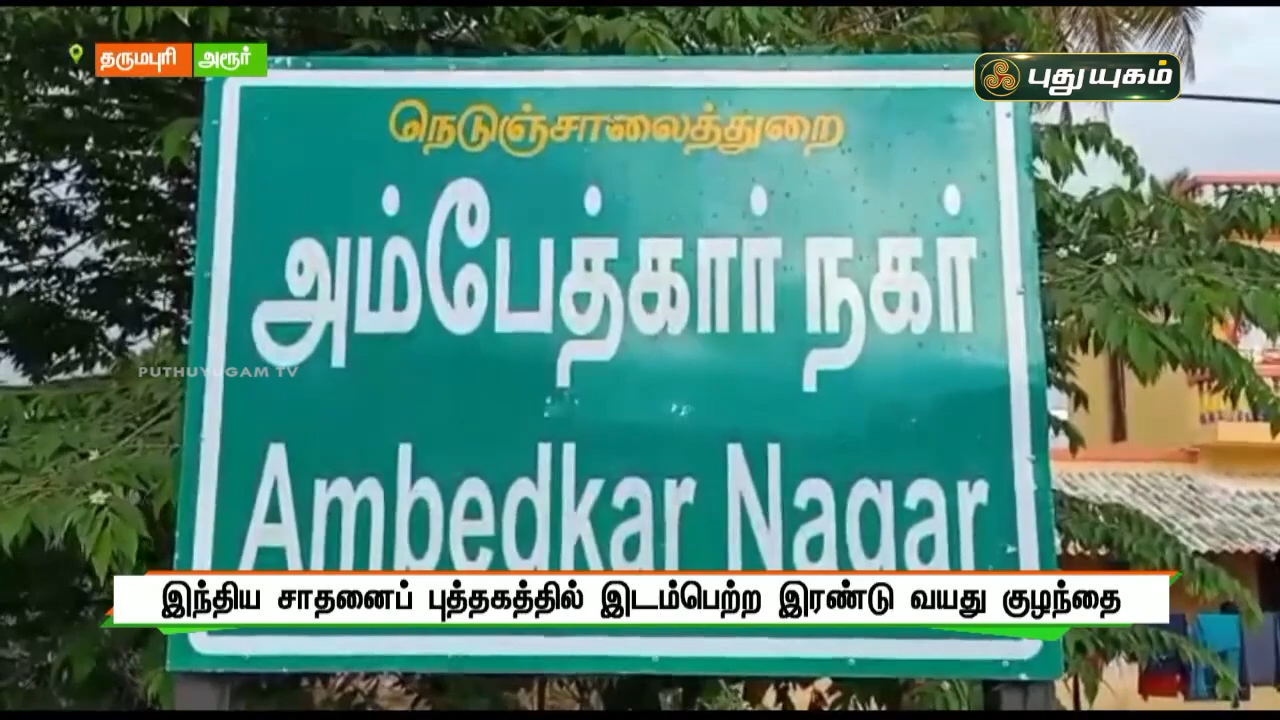 தருமபுரி அரூர்
புதுயுகம்
நெடுஞ்சாலைத்துறை
அம்பேத்கார் நகர்
PUTHUYUGAM TV
Ambedkar Nagar
இந்திய சாதனைப் புத்தகத்தில் இடம்பெற்ற இரண்டு வயது குழந்தை